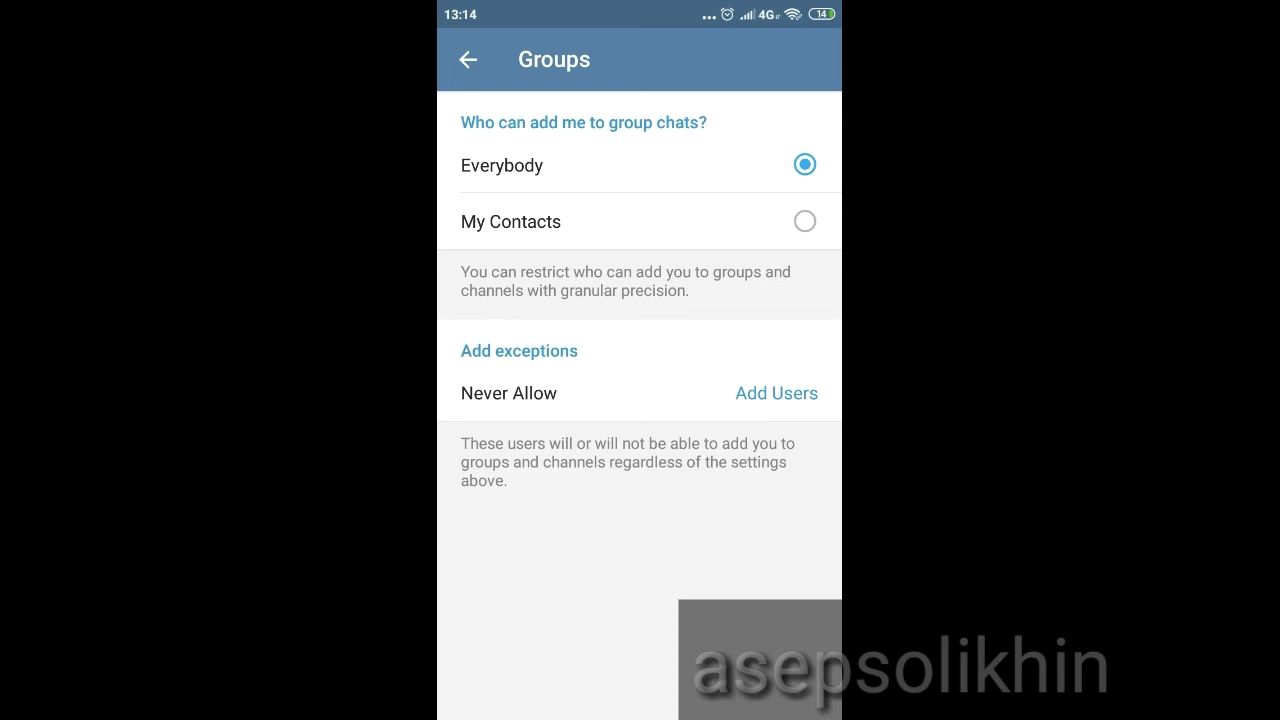 13:14
4G
14
Groups
Who can add me to group chats?
Everybody
My Contacts
You can restrict who can add you to groups and
channels with granular precision.
Add exceptions
Never Allow Add Users
These users will or will not be able to add you to
groups and channels regardless of the settings
above.
asepsolikhin